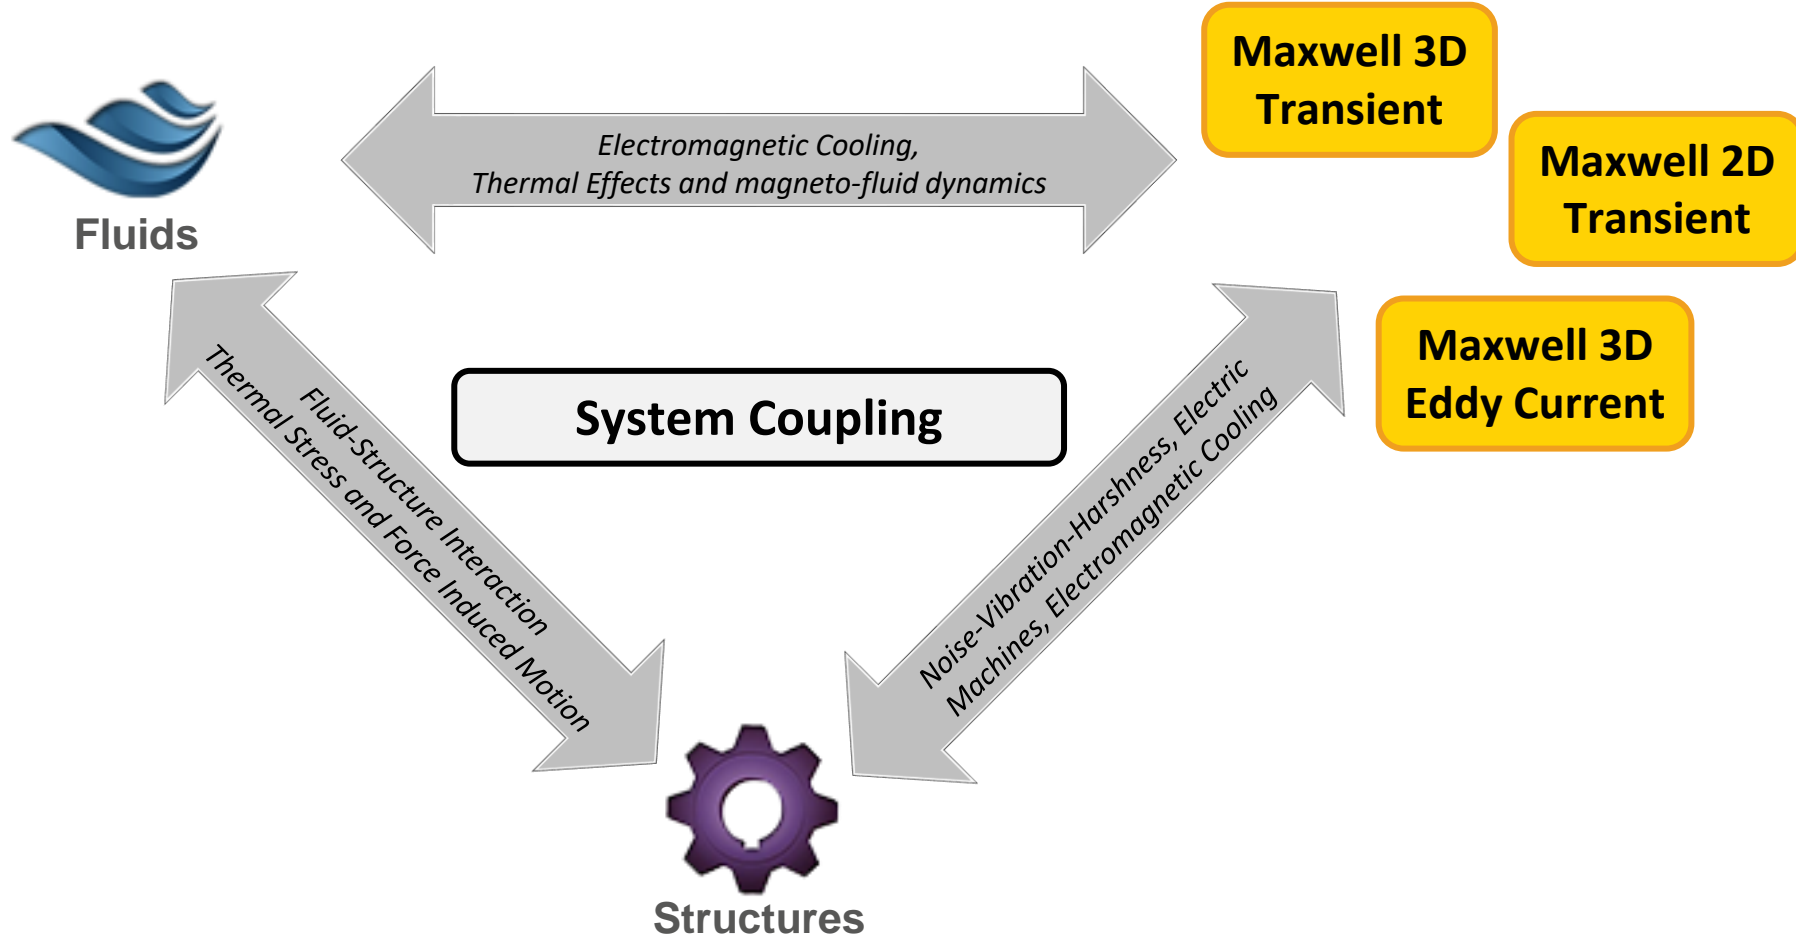 Fluids
Electromagnetic Cooling,
Thermal Effects and magneto-fluid dynamics
Maxwell 3D
Transient
Maxwell 2D
Transient
Maxwell 3D
Eddy Current
System Coupling
Fluid-Structure Interaction
Thermal Stress and Force Induced Motion
Noise-Vibration-Harshness, Electric
Machines, Electromagnetic Cooling
Structures